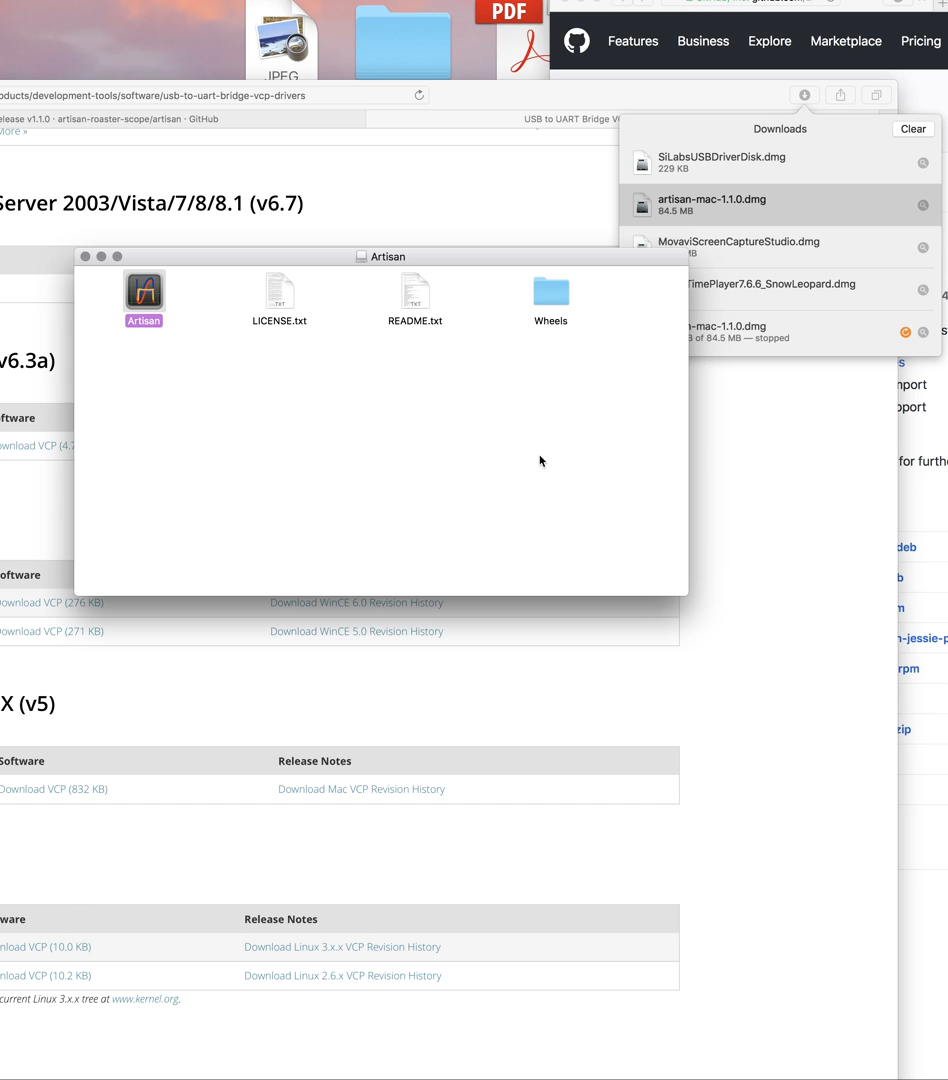 PDF
JPEG
Features
Business
Explore
Marketplace
Pricing
oducts/development-tools/software/usb-to-uart-bridge-vcp-drivers
elease v1.1.0 · artisan-roaster-scope/artisan · GitHub
USB to UART Bridge V
More »
Downloads
Clear
SiLabsUSBDriverDisk.dmg
229 KB
artisan-mac-1.1.0.dmg
84.5 MB
MovaviScreenCaptureStudio.dmg
MB
TimePlayer7.6.6_SnowLeopard.dmg
n-mac-1.1.0.dmg
B of 84.5 MB — stopped
Server 2003/Vista/7/8/8.1 (v6.7)
Artisan
Artisan
LICENSE.txt
README.txt
Wheels
v6.3a)
ftware
ownload VCP (4.7
oftware
Download VCP (276 KB)
Download WinCE 6.0 Revision History
Download VCP (271 KB)
Download WinCE 5.0 Revision History
X (v5)
Software
Release Notes
Download VCP (832 KB)
Download Mac VCP Revision History
ware
Release Notes
nload VCP (10.0 KB)
Download Linux 3.x.x VCP Revision History
nload VCP (10.2 KB)
Download Linux 2.6.x VCP Revision History
current Linux 3.x.x tree at www.kernel.org.
s
mport
pport
for furthe
deb
b
m
n-jessie-p
rpm
zip